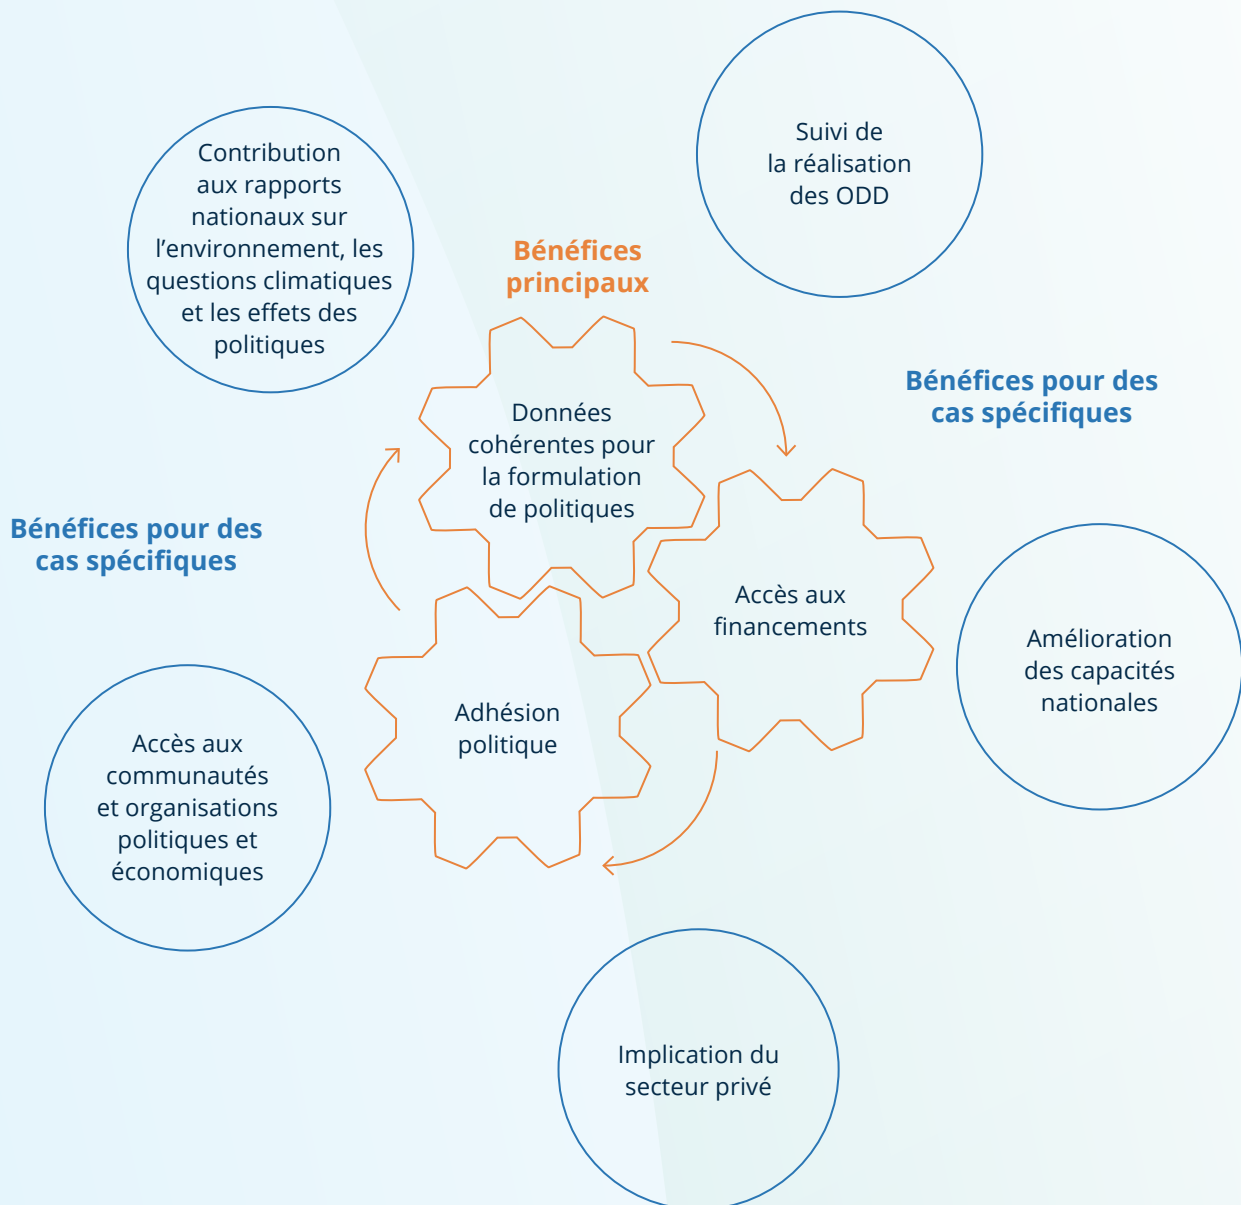 Contribution
aux rapports
nationaux sur
l’environnement, les
questions climatiques
et les effets des
politiques
Suivi de
la réalisation
des ODD
Bénéfices
principaux
Bénéfices pour des
cas spécifiques
Données
cohérentes pour
la formulation
de politiques
Bénéfices pour des
cas spécifiques
Accès aux
financements
Amélioration
des capacités
nationales
Adhésion
politique
Accès aux
communautés
et organisations
politiques et
économiques
Implication du
secteur privé